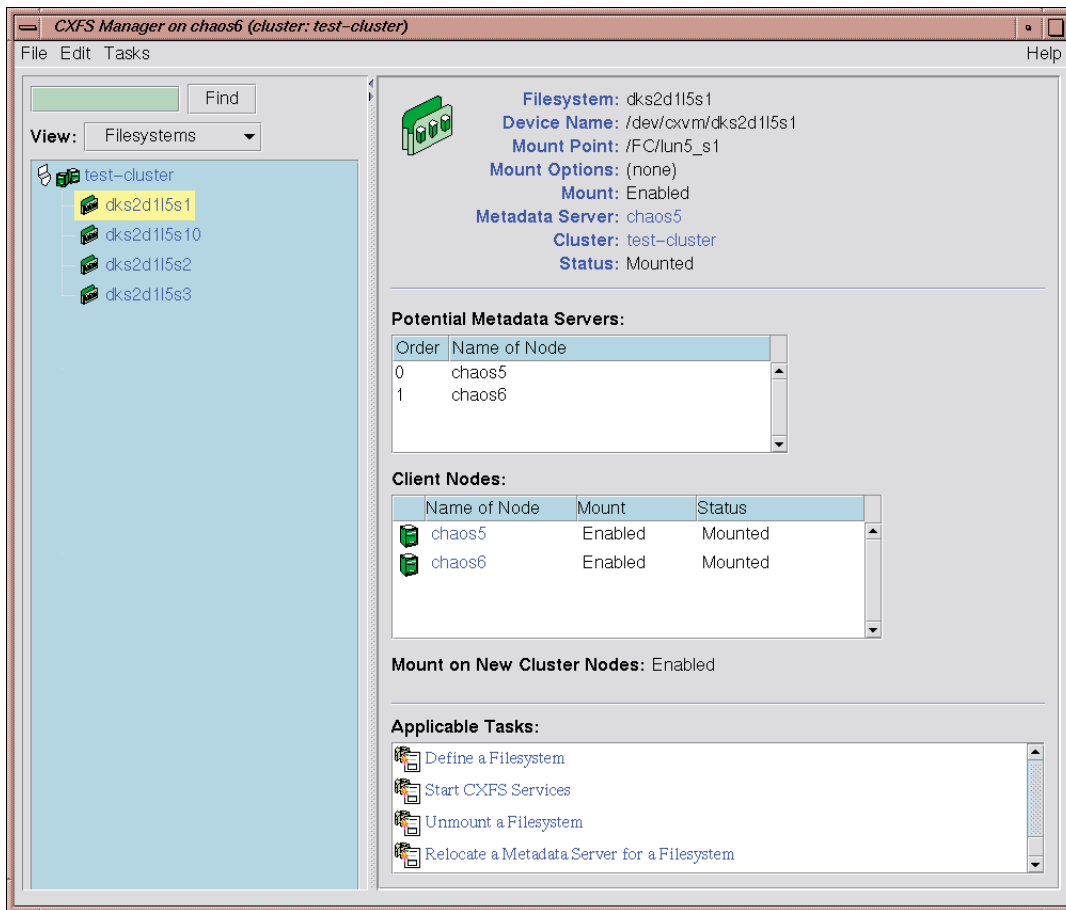 CXFS Manager on chaos6 (cluster: test-cluster)
File Edit Tasks Help
Find
View: Filesystems
test-cluster
dks2d1l5s1
dks2d1l5s10
dks2d1l5s2
dks2d1l5s3
Filesystem: dks2d1l5s1
Device Name: /dev/cxvm/dks2d1l5s1
Mount Point: /FC/lun5_s1
Mount Options: (none)
Mount: Enabled
Metadata Server: chaos5
Cluster: test-cluster
Status: Mounted
Potential Metadata Servers:
Order Name of Node
0 chaos5
1 chaos6
Client Nodes:
Name of Node Mount Status
chaos5 Enabled Mounted
chaos6 Enabled Mounted
Mount on New Cluster Nodes: Enabled
Applicable Tasks:
Define a Filesystem
Start CXFS Services
Unmount a Filesystem
Relocate a Metadata Server for a Filesystem